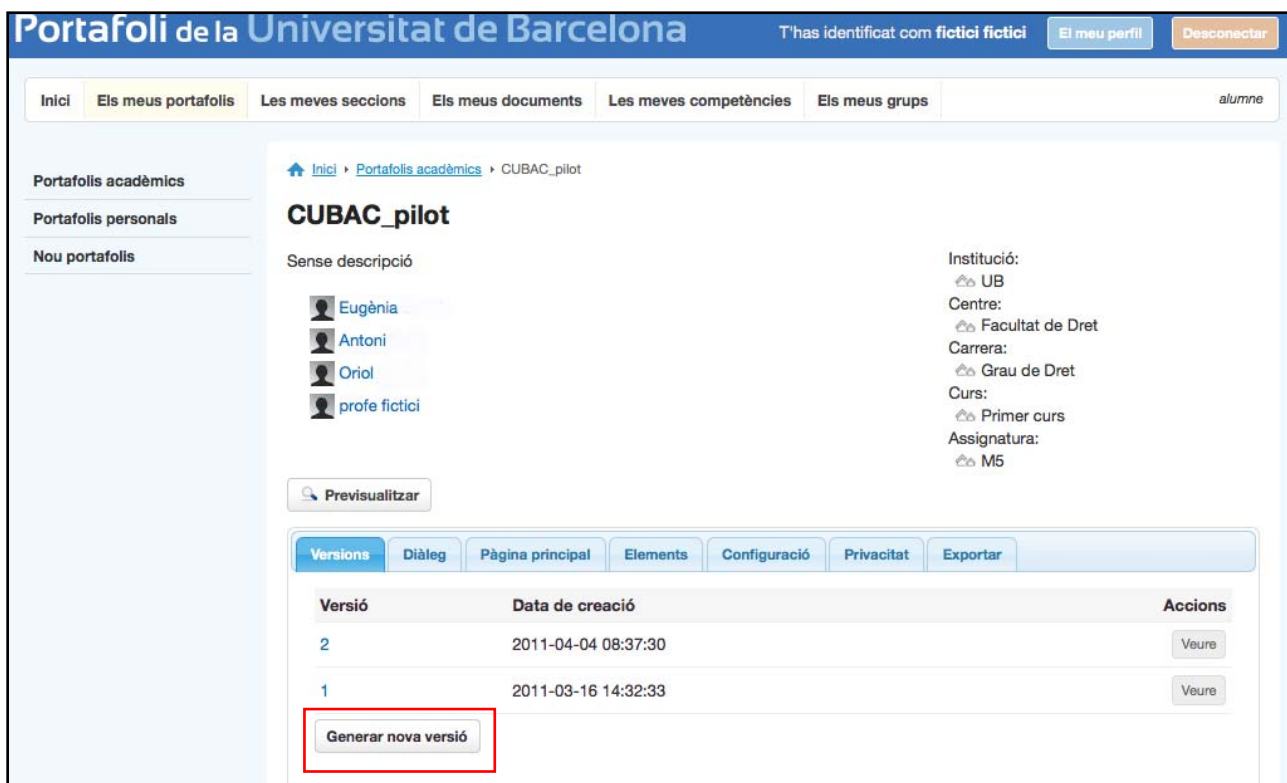 Portafoli de la Universitat de Barcelona T'has identificat com fictici fictici El meu perfil Desconectar
Inici Els meus portafolis Les meves seccions Els meus documents Les meves competències Els meus grups alumne
Portafolis acadèmics
Portafolis personals
Nou portafolis
Inici Portafolis acadèmics CUBAC_pilot
CUBAC_pilot
Sense descripció
Eugènia
Antoni
Oriol
profe fictici
Institució:
UB
Centre:
Facultat de Dret
Carrera:
Grau de Dret
Curs:
Primer curs
Assignatura:
M5
Previsualitzar
Versions Diàleg Pàgina principal Elements Configuració Privacitat Exportar
Versió Data de creació Accions
2 2011-04-04 08:37:30 Veure
1 2011-03-16 14:32:33 Veure
Generar nova versió